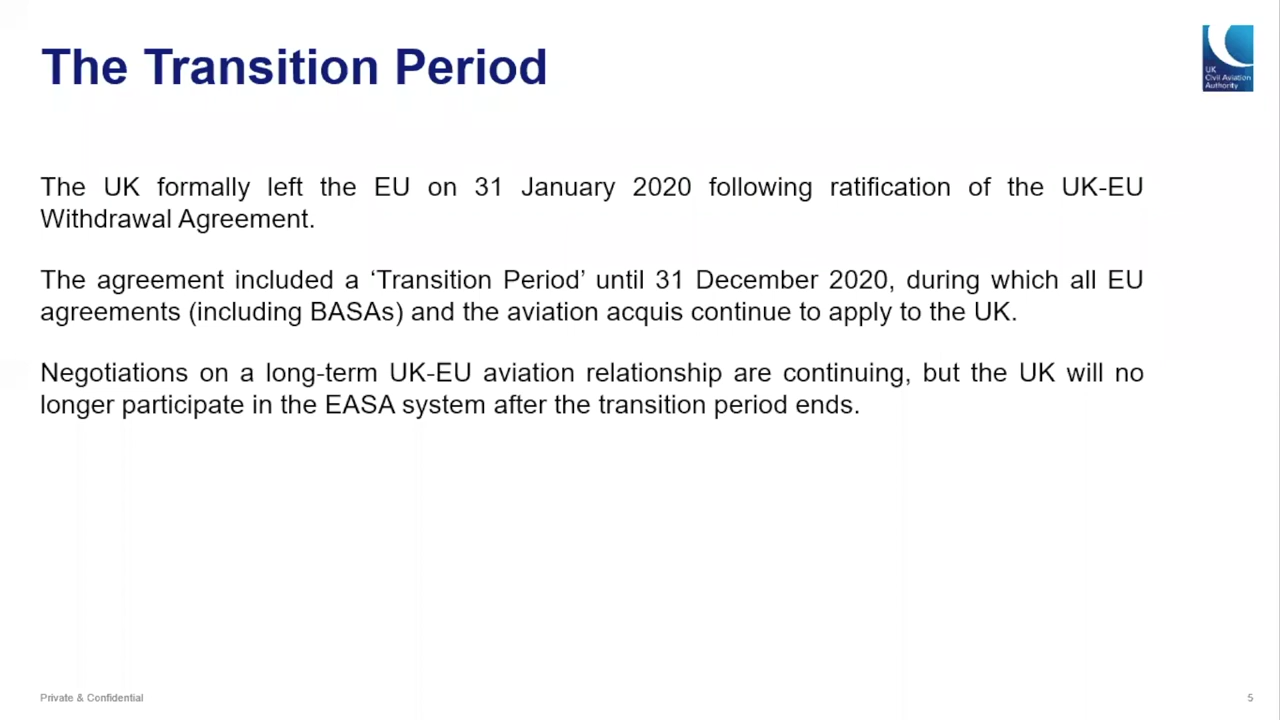 The Transition Period
UK
Civil Aviation
Authority
The UK formally left the EU on 31 January 2020 following ratification of the UK-EU
Withdrawal Agreement.
The agreement included a ‘Transition Period’ until 31 December 2020, during which all EU
agreements (including BASAs) and the aviation acquis continue to apply to the UK.
Negotiations on a long-term UK-EU aviation relationship are continuing, but the UK will no
longer participate in the EASA system after the transition period ends.
Private & Confidential
5